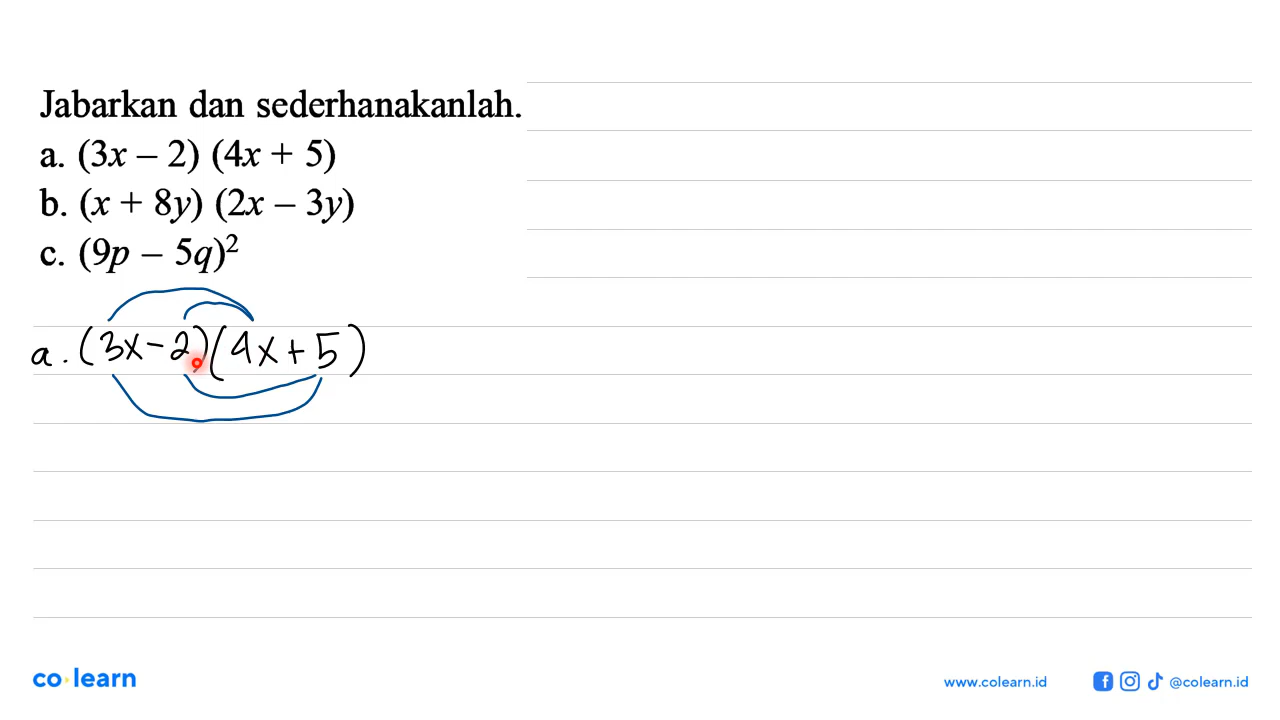 Jabarkan dan sederhanakanlah.
a. (3x – 2) (4x + 5)
b. (x + 8y) (2x – 3y)
c. (9p – 5q)²
a. (3x-2)(4x+5)
co learn
www.colearn.id
@colearn.id